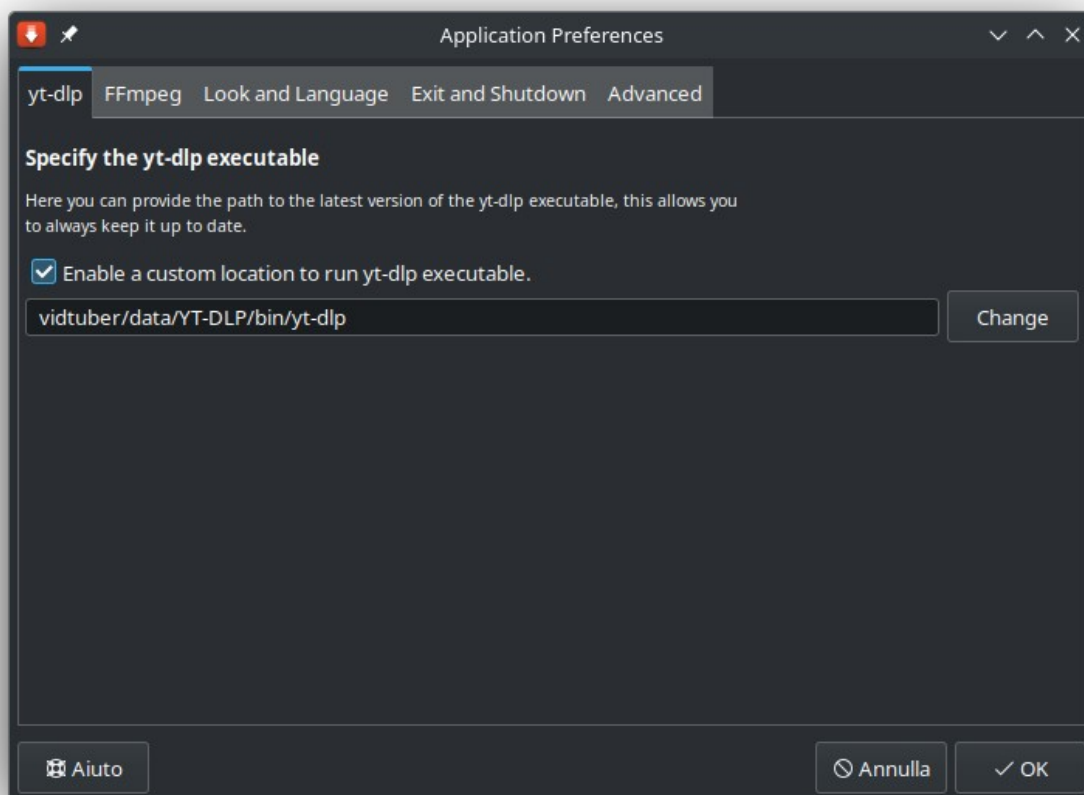 Application Preferences
yt-dlp FFmpeg Look and Language Exit and Shutdown Advanced
Specify the yt-dlp executable
Here you can provide the path to the latest version of the yt-dlp executable, this allows you
to always keep it up to date.
Enable a custom location to run yt-dlp executable.
vidtuber/data/YT-DLP/bin/yt-dlp Change
Aiuto Annulla OK